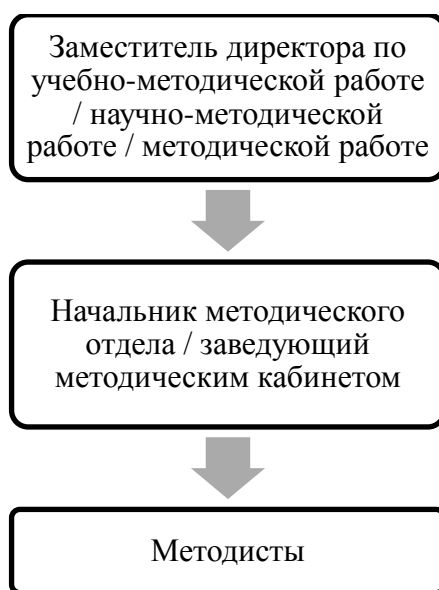 Заместитель директора по
учебно-методической работе
/ научно-методической
работе / методической работе
Начальник методического
отдела / заведующий
методическим кабинетом
Методисты